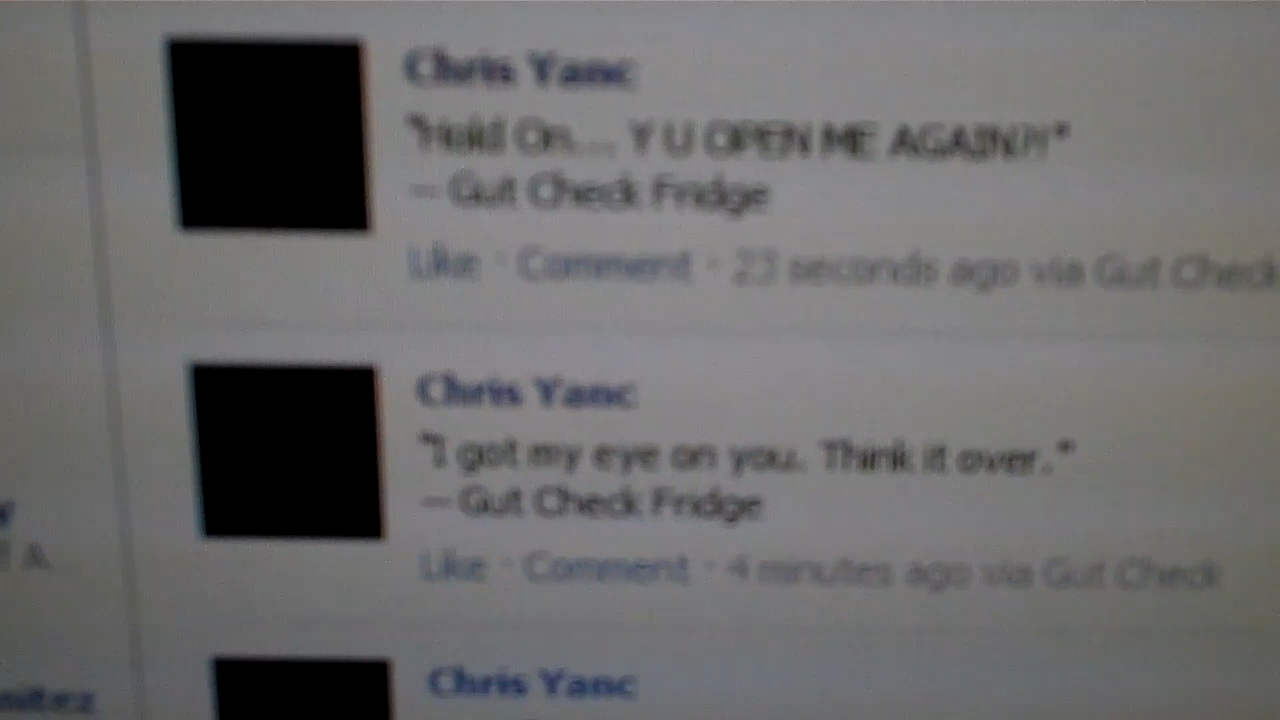 Chris Yanc
"Hold On.... Y U OPEN ME AGAIN?!"
— Gut Check Fridge
Like · Comment · 23 seconds ago via Gut Check
Chris Yanc
"I got my eye on you. Think it over."
— Gut Check Fridge
Like · Comment · 4 minutes ago via Gut Check
A...
Chris Yanc
nitez